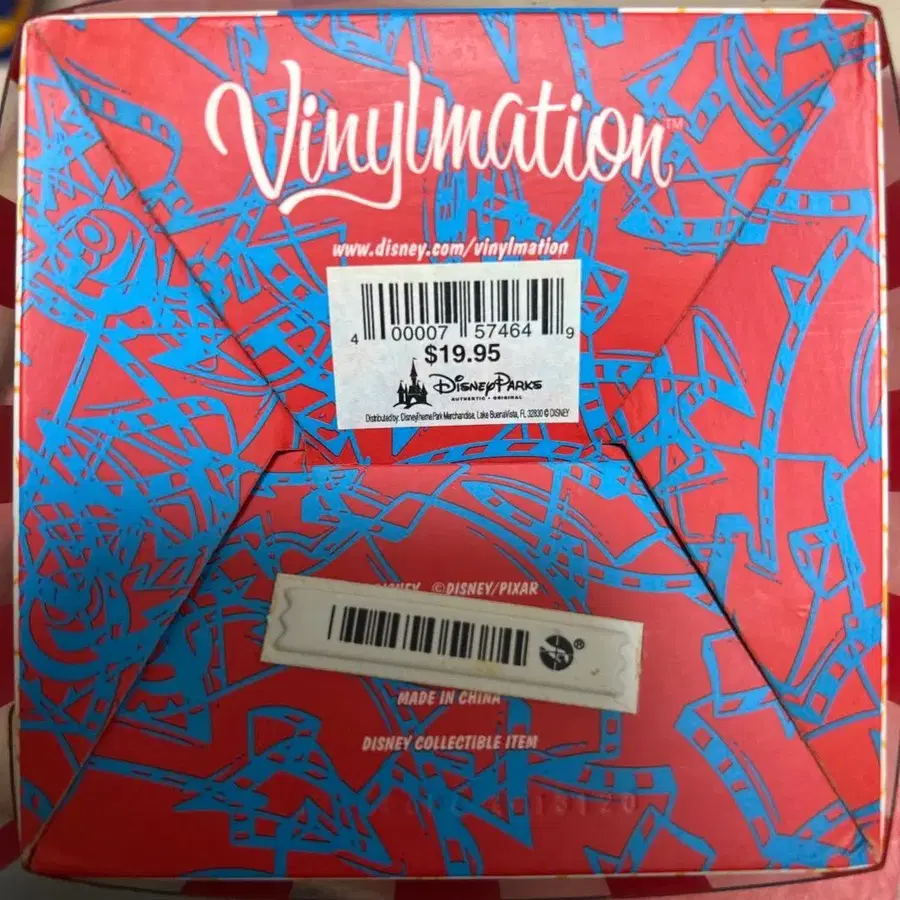 Vinylmation™
www.disney.com/vinylmation
4 00007 57464 9
$19.95
Disney Parks
AUTHENTIC • ORIGINAL
Distributed by: Disney Theme Park Merchandise, Lake Buena Vista, FL 32830 © DISNEY
DISNEY ©DISNEY/PIXAR
®
MADE IN CHINA
DISNEY COLLECTIBLE ITEM